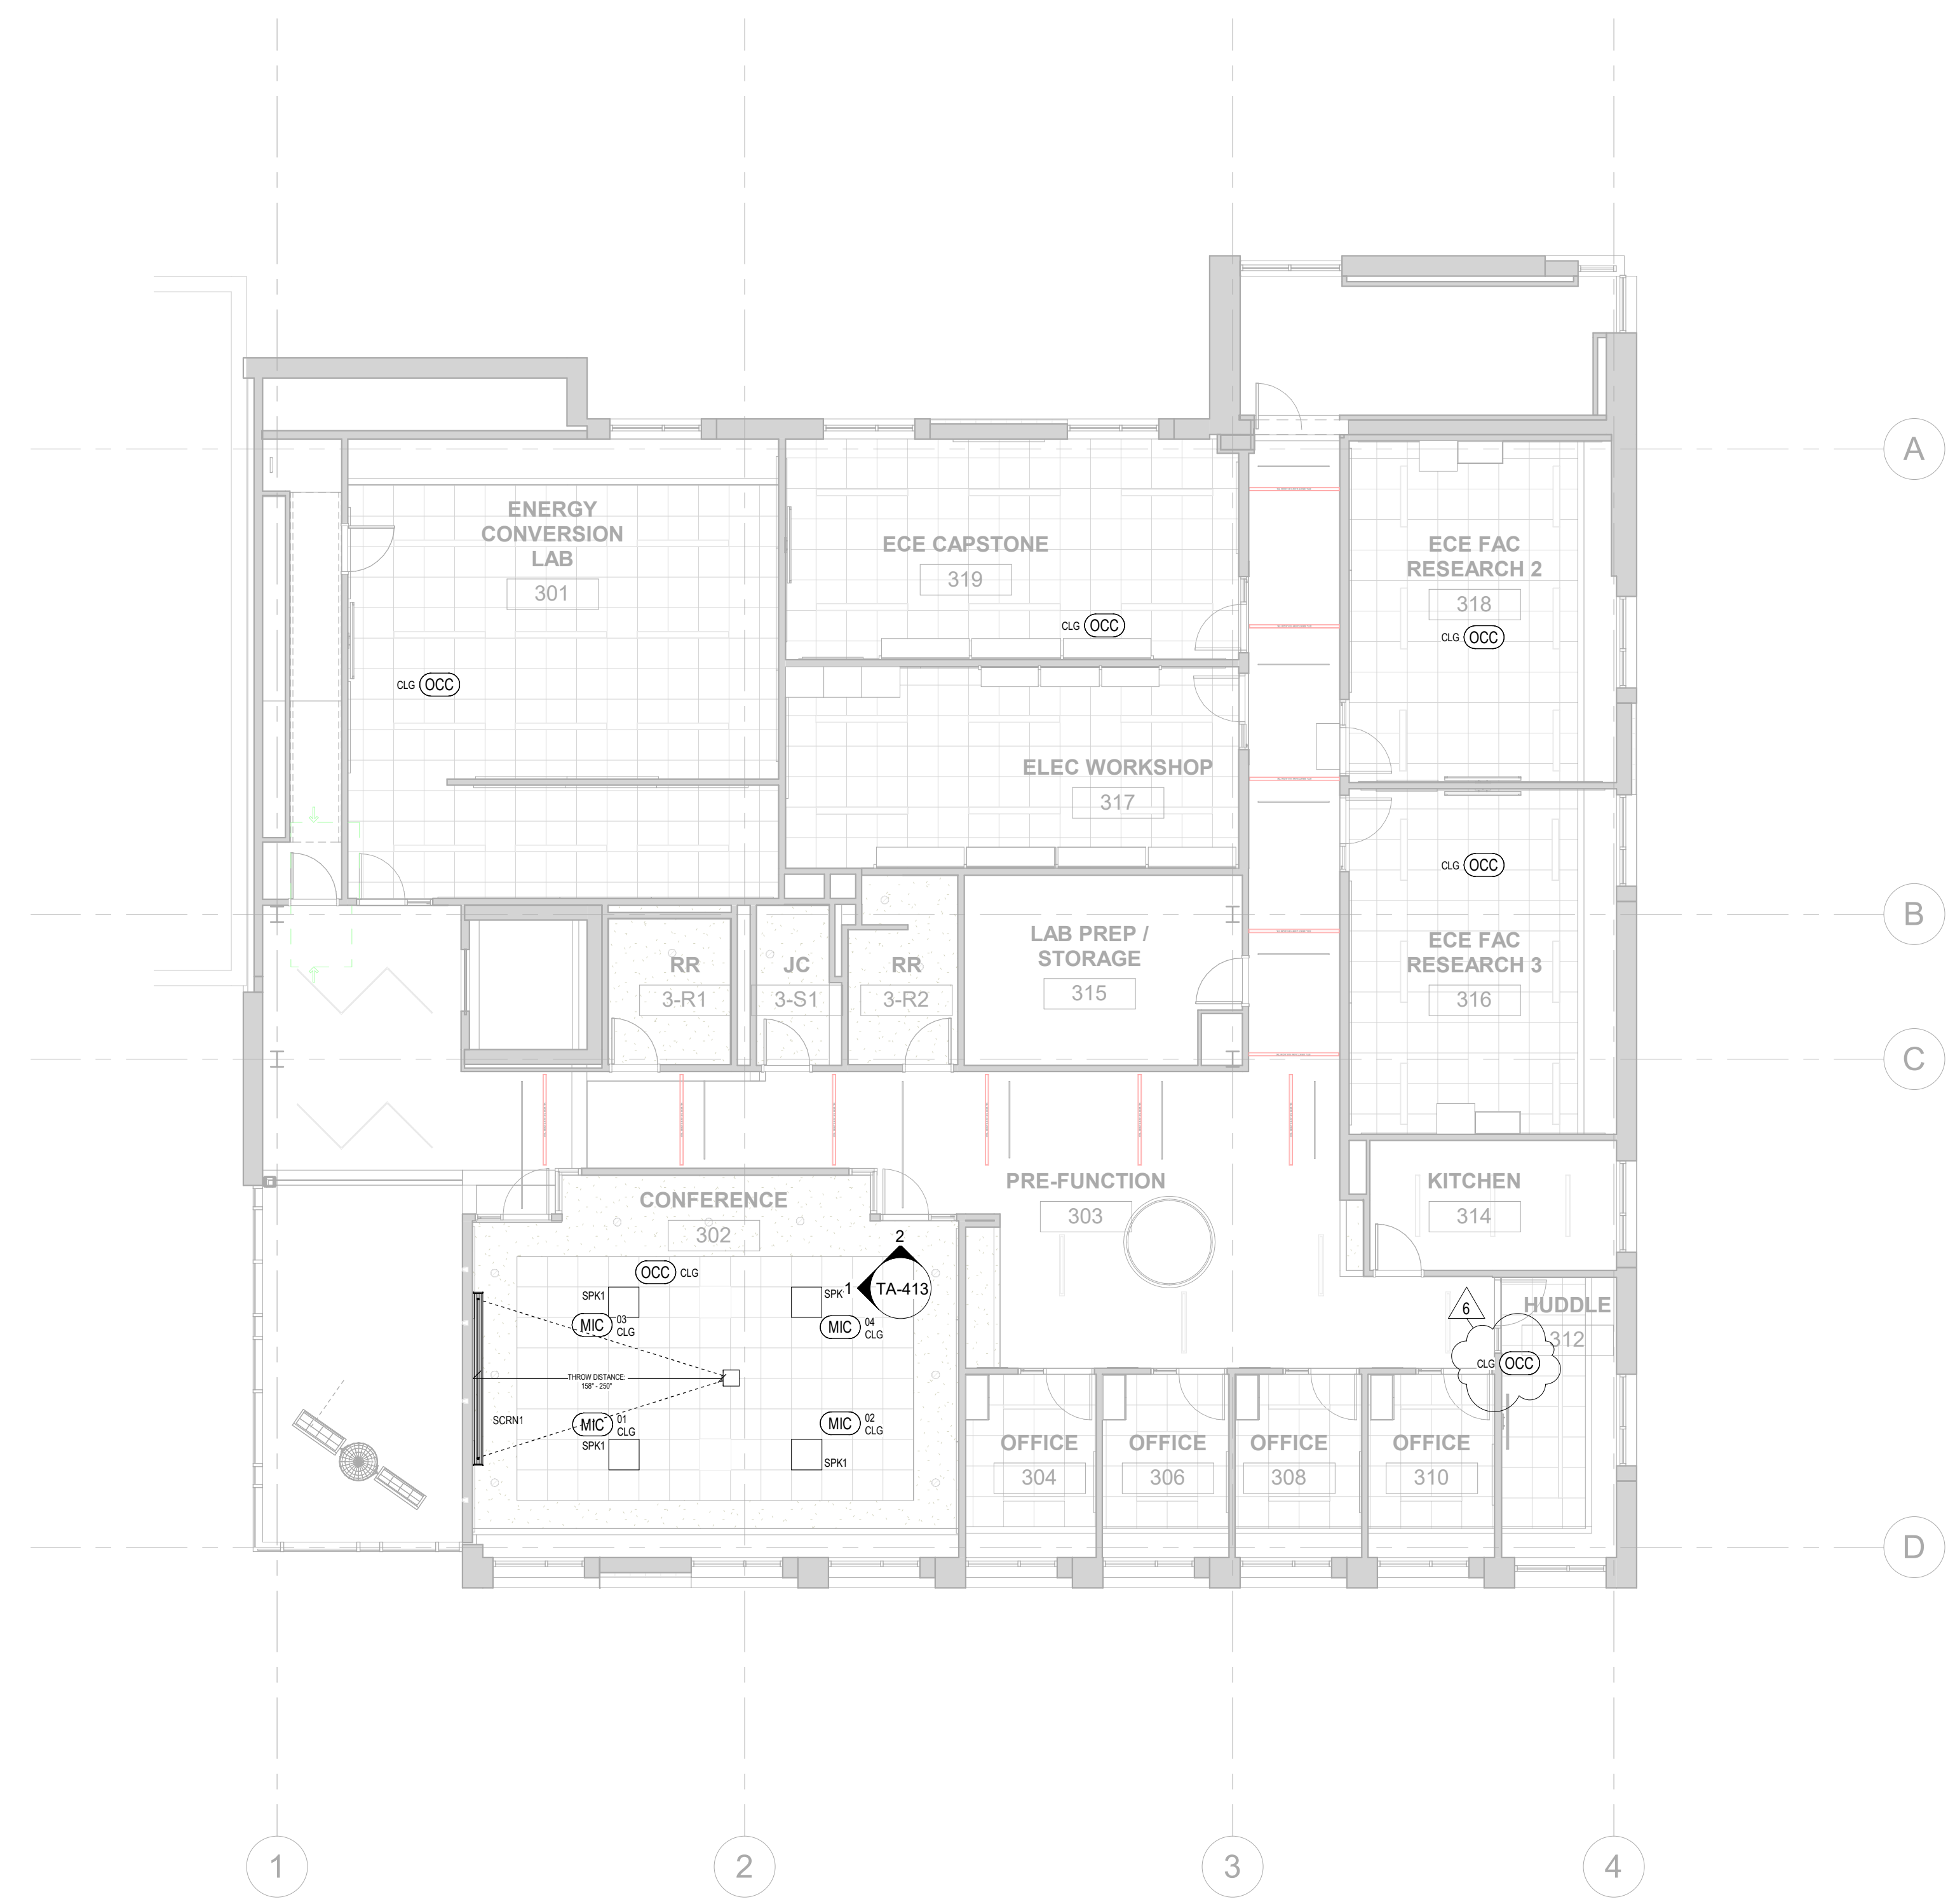 A
ENERGY
CONVERSION
LAB
301
ECE CAPSTONE
319
CLG OCC
ECE FAC
RESEARCH 2
318
CLG OCC
CLG OCC
ELEC WORKSHOP
317
CLG OCC
B
RR
3-R1
JC
3-S1
RR
3-R2
LAB PREP /
STORAGE
315
ECE FAC
RESEARCH 3
316
C
CONFERENCE
302
PRE-FUNCTION
303
KITCHEN
314
OCC CLG
2
1
TA-413
SPK1
SPK
MIC 03
CLG
MIC 04
CLG
6
HUDDLE
312
CLG OCC
THROW DISTANCE:
158" - 250"
SCRN1
MIC 01
CLG
MIC 02
CLG
SPK1
SPK1
OFFICE
304
OFFICE
306
OFFICE
308
OFFICE
310
D
1
2
3
4